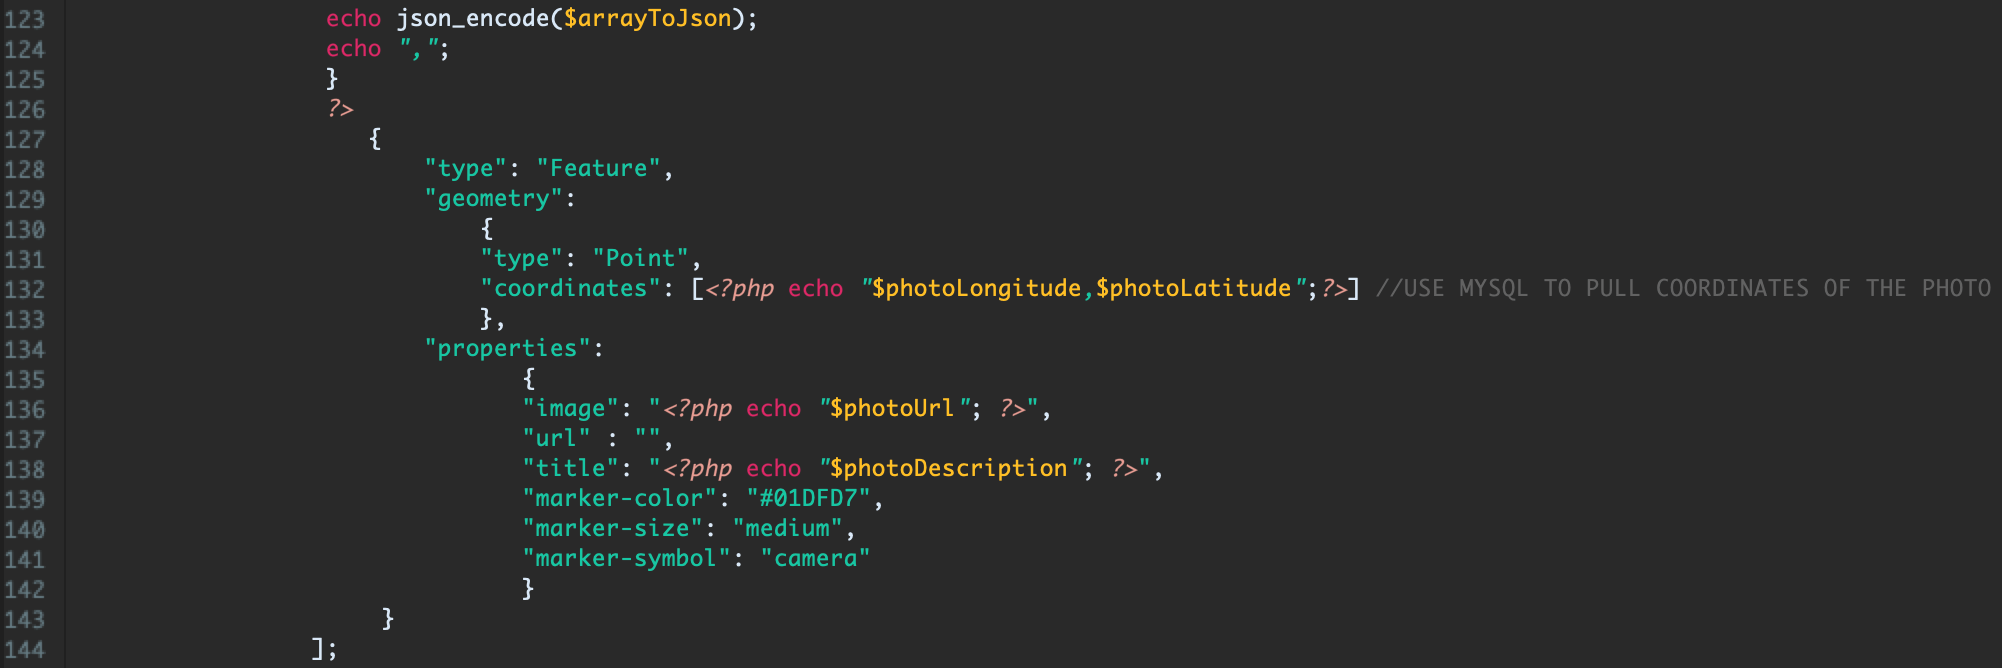 123 echo json_encode($arrayToJson);
124 echo ",";
125 }
126 ?>
127 {
128 "type": "Feature",
129 "geometry":
130 {
131 "type": "Point",
132 "coordinates": [<?php echo "$photoLongitude,$photoLatitude";?>] //USE MYSQL TO PULL COORDINATES OF THE PHOTO
133 },
134 "properties":
135 {
136 "image": "<?php echo "$photoUrl"; ?>",
137 "url" : "",
138 "title": "<?php echo "$photoDescription"; ?>",
139 "marker-color": "#01DFD7",
140 "marker-size": "medium",
141 "marker-symbol": "camera"
142 }
143 }
144 ];